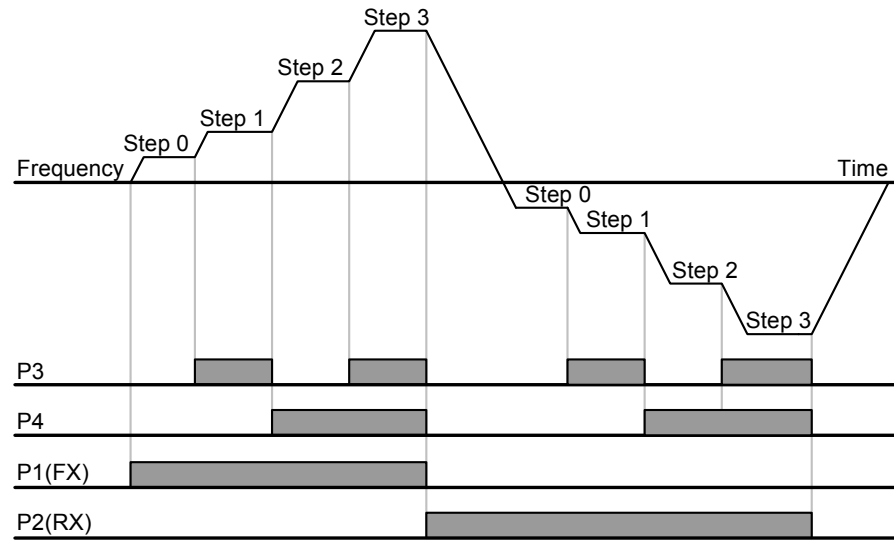 Step 3
Step 2
Step 1
Step 0
Frequency
Time
Step 0
Step 1
Step 2
Step 3
P3
P4
P1(FX)
P2(RX)